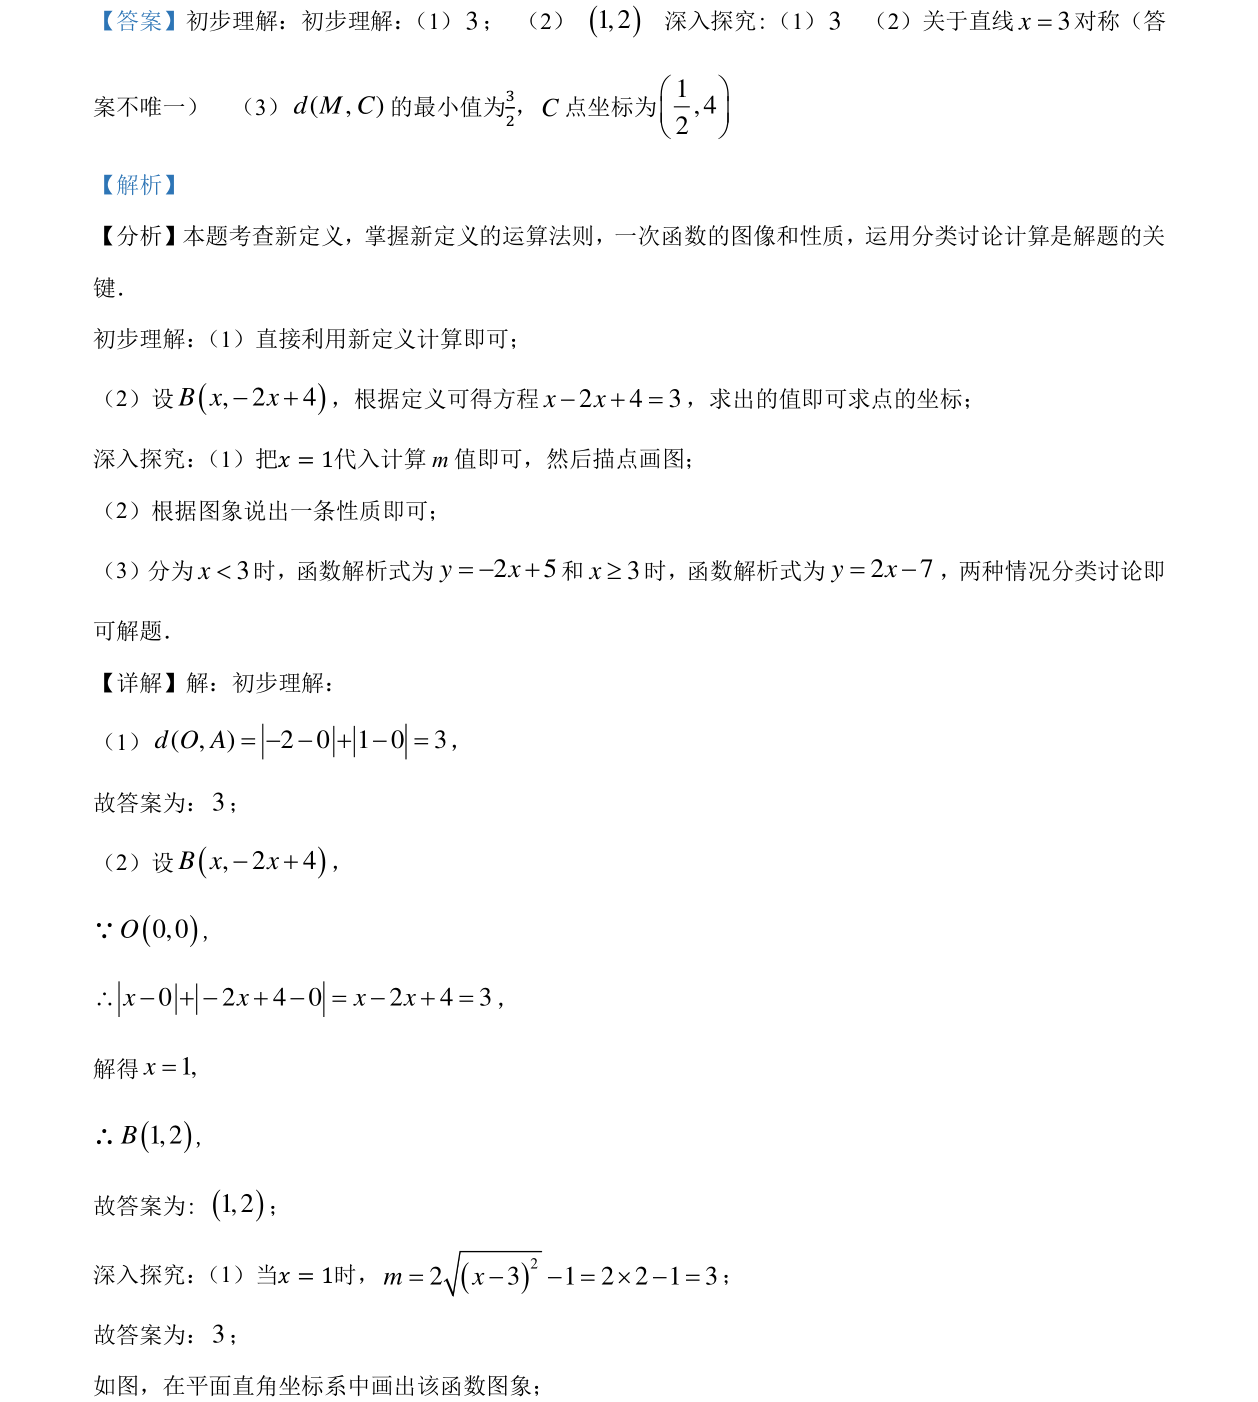 【答案】初步理解：初步理解：（1）3； （2） (1,2) 深入探究:（1）3 （2）关于直线 x = 3 对称（答
案不唯一） （3）d(M,C) 的最小值为3/2，C 点坐标为(1/2,4)
【解析】
【分析】本题考查新定义，掌握新定义的运算法则，一次函数的图像和性质，运用分类讨论计算是解题的关
键．
初步理解：（1）直接利用新定义计算即可；
（2）设 B(x,−2x+4)，根据定义可得方程 x−2x+4=3，求出的值即可求点的坐标；
深入探究：（1）把x = 1代入计算 m 值即可，然后描点画图；
（2）根据图象说出一条性质即可；
（3）分为 x<3 时，函数解析式为 y=−2x+5 和 x≥3 时，函数解析式为 y=2x−7，两种情况分类讨论即
可解题．
【详解】解：初步理解：
（1）d(O,A)=|−2−0|+|1−0|=3，
故答案为：3；
（2）设 B(x,−2x+4)，
∵ O(0,0)，
∴|x−0|+|−2x+4−0|=x−2x+4=3，
解得 x=1,
∴ B(1,2)，
故答案为: (1,2)；
深入探究：（1）当x = 1时，m=2√(x−3)²−1=2×2−1=3；
故答案为：3；
如图，在平面直角坐标系中画出该函数图象；